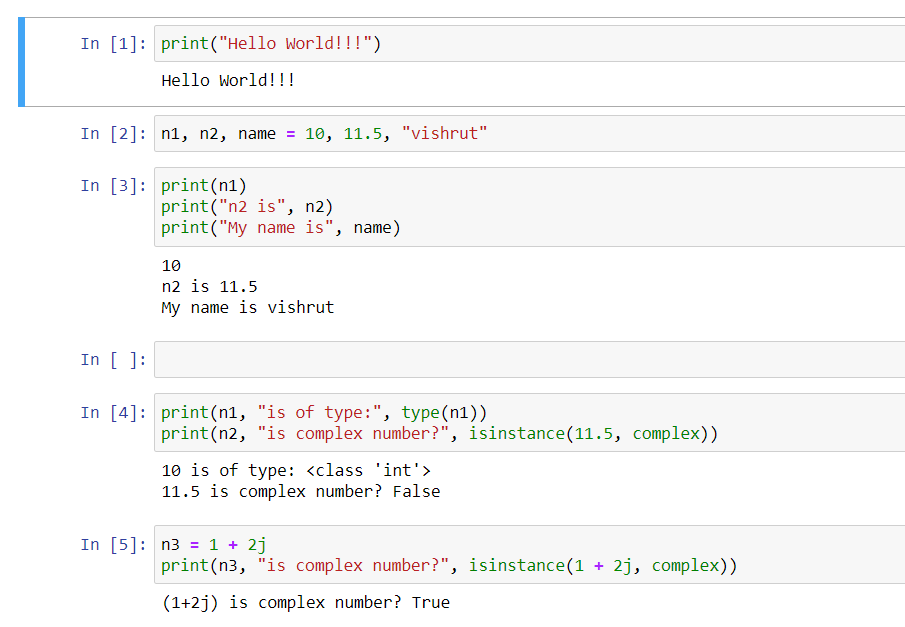 In [1]: print("Hello World!!!")
Hello World!!!
In [2]: n1, n2, name = 10, 11.5, "vishrut"
In [3]: print(n1)
print("n2 is", n2)
print("My name is", name)
10
n2 is 11.5
My name is vishrut
In [ ]:
In [4]: print(n1, "is of type:", type(n1))
print(n2, "is complex number?", isinstance(11.5, complex))
10 is of type: <class 'int'>
11.5 is complex number? False
In [5]: n3 = 1 + 2j
print(n3, "is complex number?", isinstance(1 + 2j, complex))
(1+2j) is complex number? True